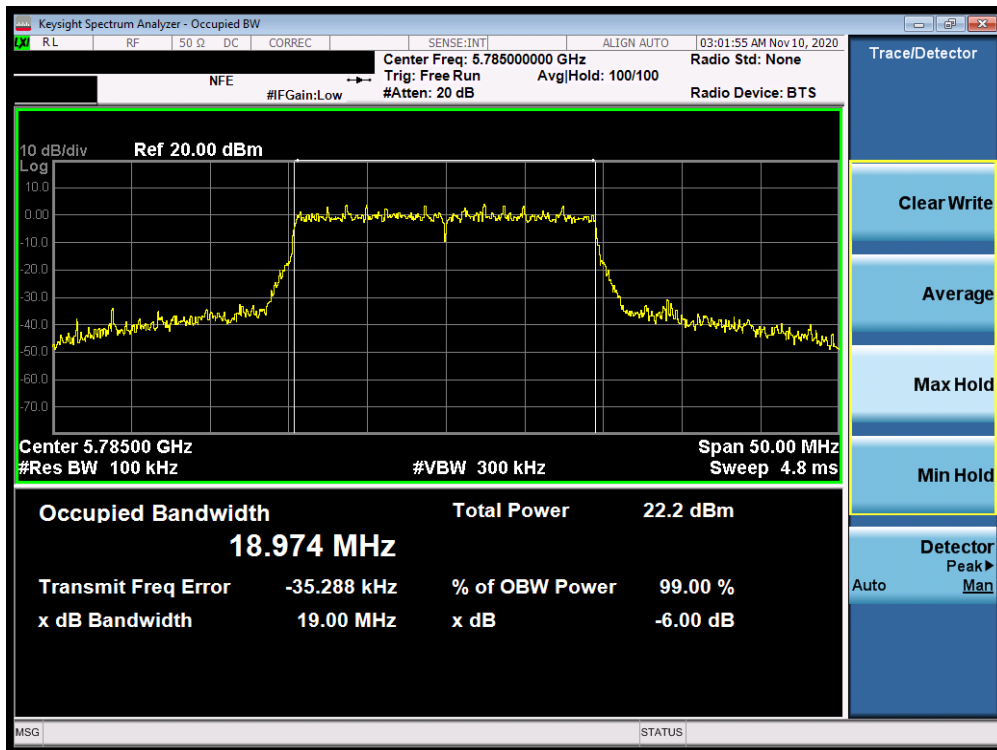 Keysight Spectrum Analyzer - Occupied BW
LXI RL RF 50 Ω DC CORREC SENSE:INT ALIGN AUTO 03:01:55 AM Nov 10, 2020
Center Freq: 5.785000000 GHz Radio Std: None
NFE Trig: Free Run Avg|Hold: 100/100
#IFGain:Low #Atten: 20 dB Radio Device: BTS
10 dB/div Ref 20.00 dBm
Log
10.0
0.00
-10.0
-20.0
-30.0
-40.0
-50.0
-60.0
-70.0
Center 5.78500 GHz Span 50.00 MHz
#Res BW 100 kHz #VBW 300 kHz Sweep 4.8 ms
Occupied Bandwidth Total Power 22.2 dBm
18.974 MHz
Transmit Freq Error -35.288 kHz % of OBW Power 99.00 %
x dB Bandwidth 19.00 MHz x dB -6.00 dB
MSG STATUS
Trace/Detector
Clear Write
Average
Max Hold
Min Hold
Detector
Peak▶
Auto Man